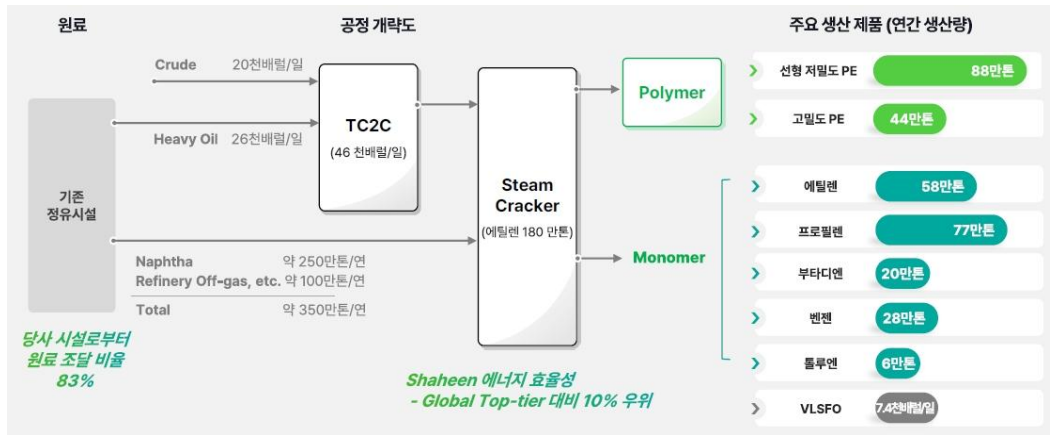 원료
공정 개략도
주요 생산 제품 (연간 생산량)
Crude 20천배럴/일
Heavy Oil 26천배럴/일
기존
정유시설
TC2C
(46 천배럴/일)
Naphtha 약 250만톤/연
Refinery Off-gas, etc. 약 100만톤/연
Total 약 350만톤/연
당사 시설로부터
원료 조달 비율
83%
Steam
Cracker
(에틸렌 180 만톤)
Shaheen 에너지 효율성
- Global Top-tier 대비 10% 우위
Polymer
Monomer
선형 저밀도 PE 88만톤
고밀도 PE 44만톤
에틸렌 58만톤
프로필렌 77만톤
부타디엔 20만톤
벤젠 28만톤
톨루엔 6만톤
VLSFO 7.4천배럴/일